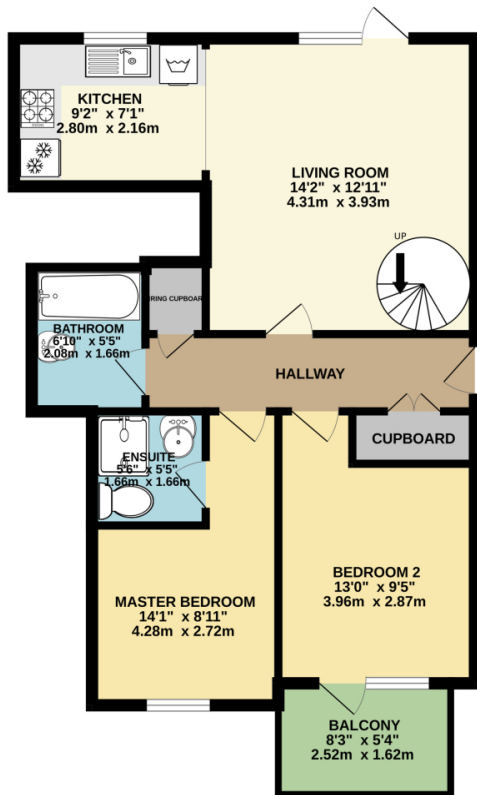 KITCHEN
9'2" x 7'1"
2.80m x 2.16m
LIVING ROOM
14'2" x 12'11"
4.31m x 3.93m
UP
RING CUPBOAR
BATHROOM
6'10" x 5'5"
2.08m x 1.66m
HALLWAY
CUPBOARD
ENSUITE
5'6" x 5'5"
1.66m x 1.66m
BEDROOM 2
13'0" x 9'5"
3.96m x 2.87m
MASTER BEDROOM
14'1" x 8'11"
4.28m x 2.72m
BALCONY
8'3" x 5'4"
2.52m x 1.62m